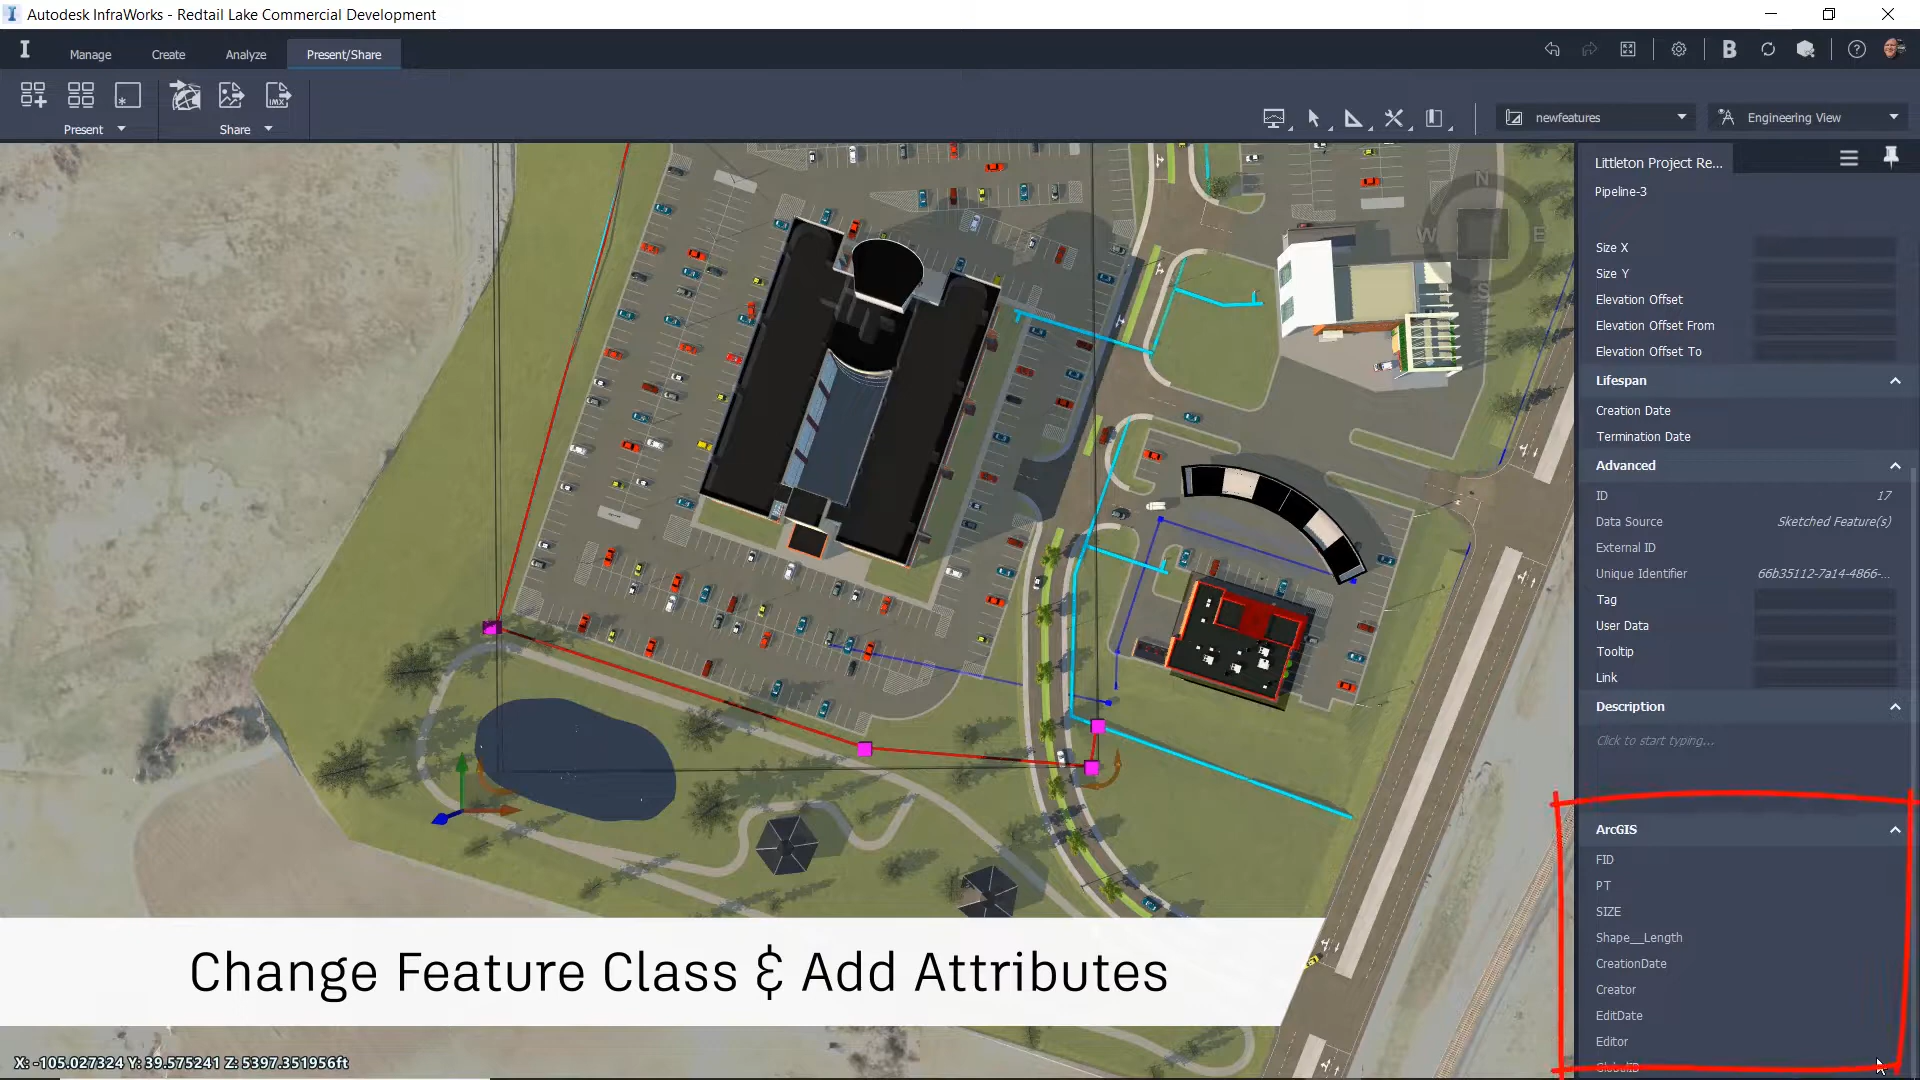 Autodesk InfraWorks - Redtail Lake Commercial Development
I Manage Create Analyze Present/Share
B ?
IMX
Present Share
newfeatures Engineering View
Littleton Project Re...
Pipeline-3
N
W E
S
Size X
Size Y
Elevation Offset
Elevation Offset From
Elevation Offset To
Lifespan
Creation Date
Termination Date
Advanced
ID 17
Data Source Sketched Feature(s)
External ID
Unique Identifier 66b35112-7a14-4866-...
Tag
User Data
Tooltip
Link
Description
Click to start typing...
ArcGIS
FID
PT
SIZE
Shape__Length
CreationDate
Creator
EditDate
Editor
GlobalID
Change Feature Class & Add Attributes
X: -105.027324 Y: 39.575241 Z: 5397.351956ft